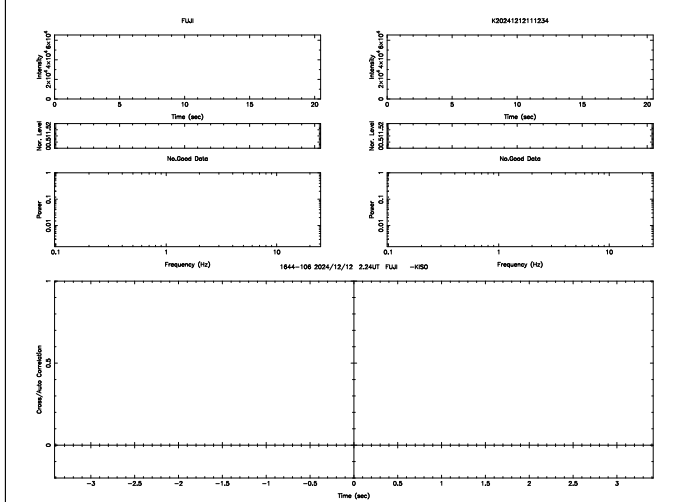 FUJI K20241212111234
Intensity 0 2×10⁴ 4×10⁴ 6×10⁴ Intensity 0 2×10⁴ 4×10⁴ 6×10⁴
0 5 10 15 20 0 5 10 15 20
Time (sec) Time (sec)
Nor. Level 00.511.52 Nor. Level 00.511.52
No.Good Data No.Good Data
Power 0.01 0.1 1 Power 0.01 0.1 1
0.1 1 10 0.1 1 10
Frequency (Hz) Frequency (Hz)
1644-106 2024/12/12 2.24UT FUJI -KISO
Cross/Auto Correlation 0 0.5 1
-3 -2.5 -2 -1.5 -1 -0.5 0 0.5 1 1.5 2 2.5 3
Time (sec)